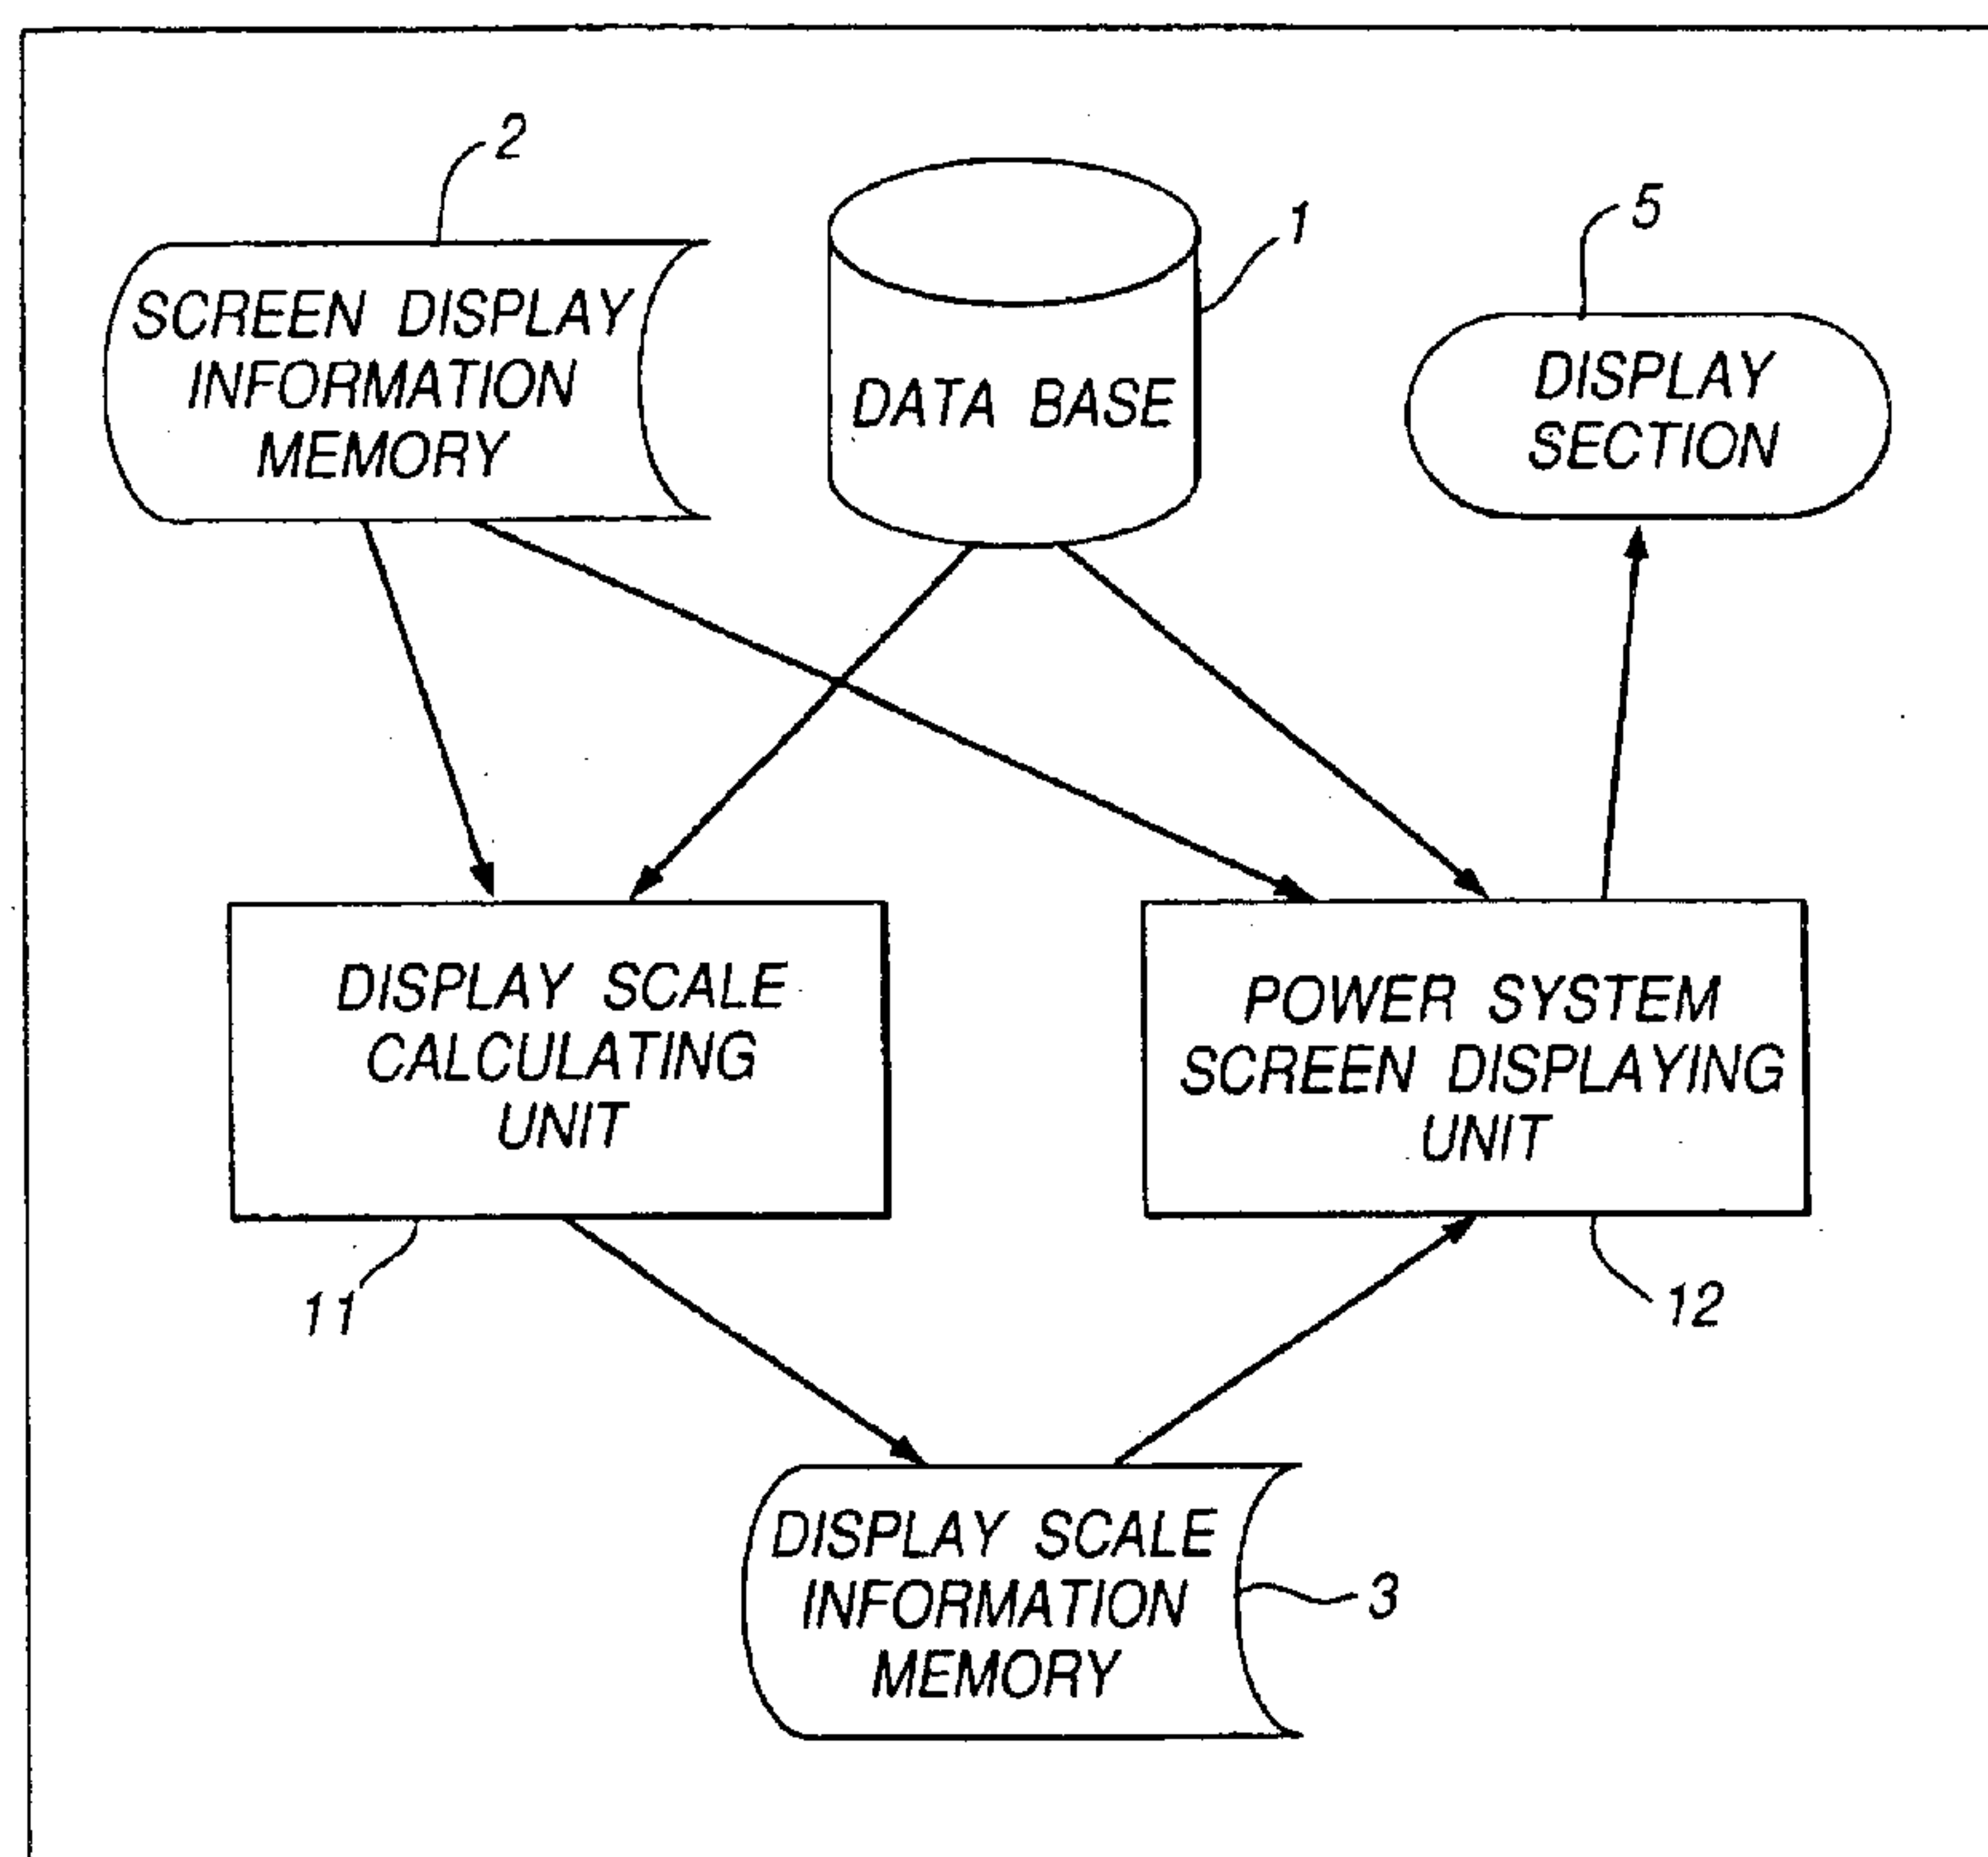 2
1
5
SCREEN DISPLAY
INFORMATION
MEMORY
DATA BASE
DISPLAY
SECTION
DISPLAY SCALE
CALCULATING
UNIT
POWER SYSTEM
SCREEN DISPLAYING
UNIT
11
12
DISPLAY SCALE
INFORMATION
MEMORY
3